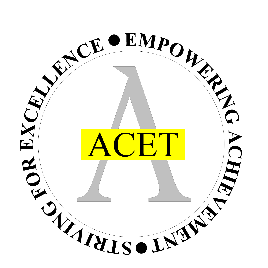 STRIVING FOR EXCELLENCE ● EMPOWERING ACHIEVEMENT ●
A
ACET